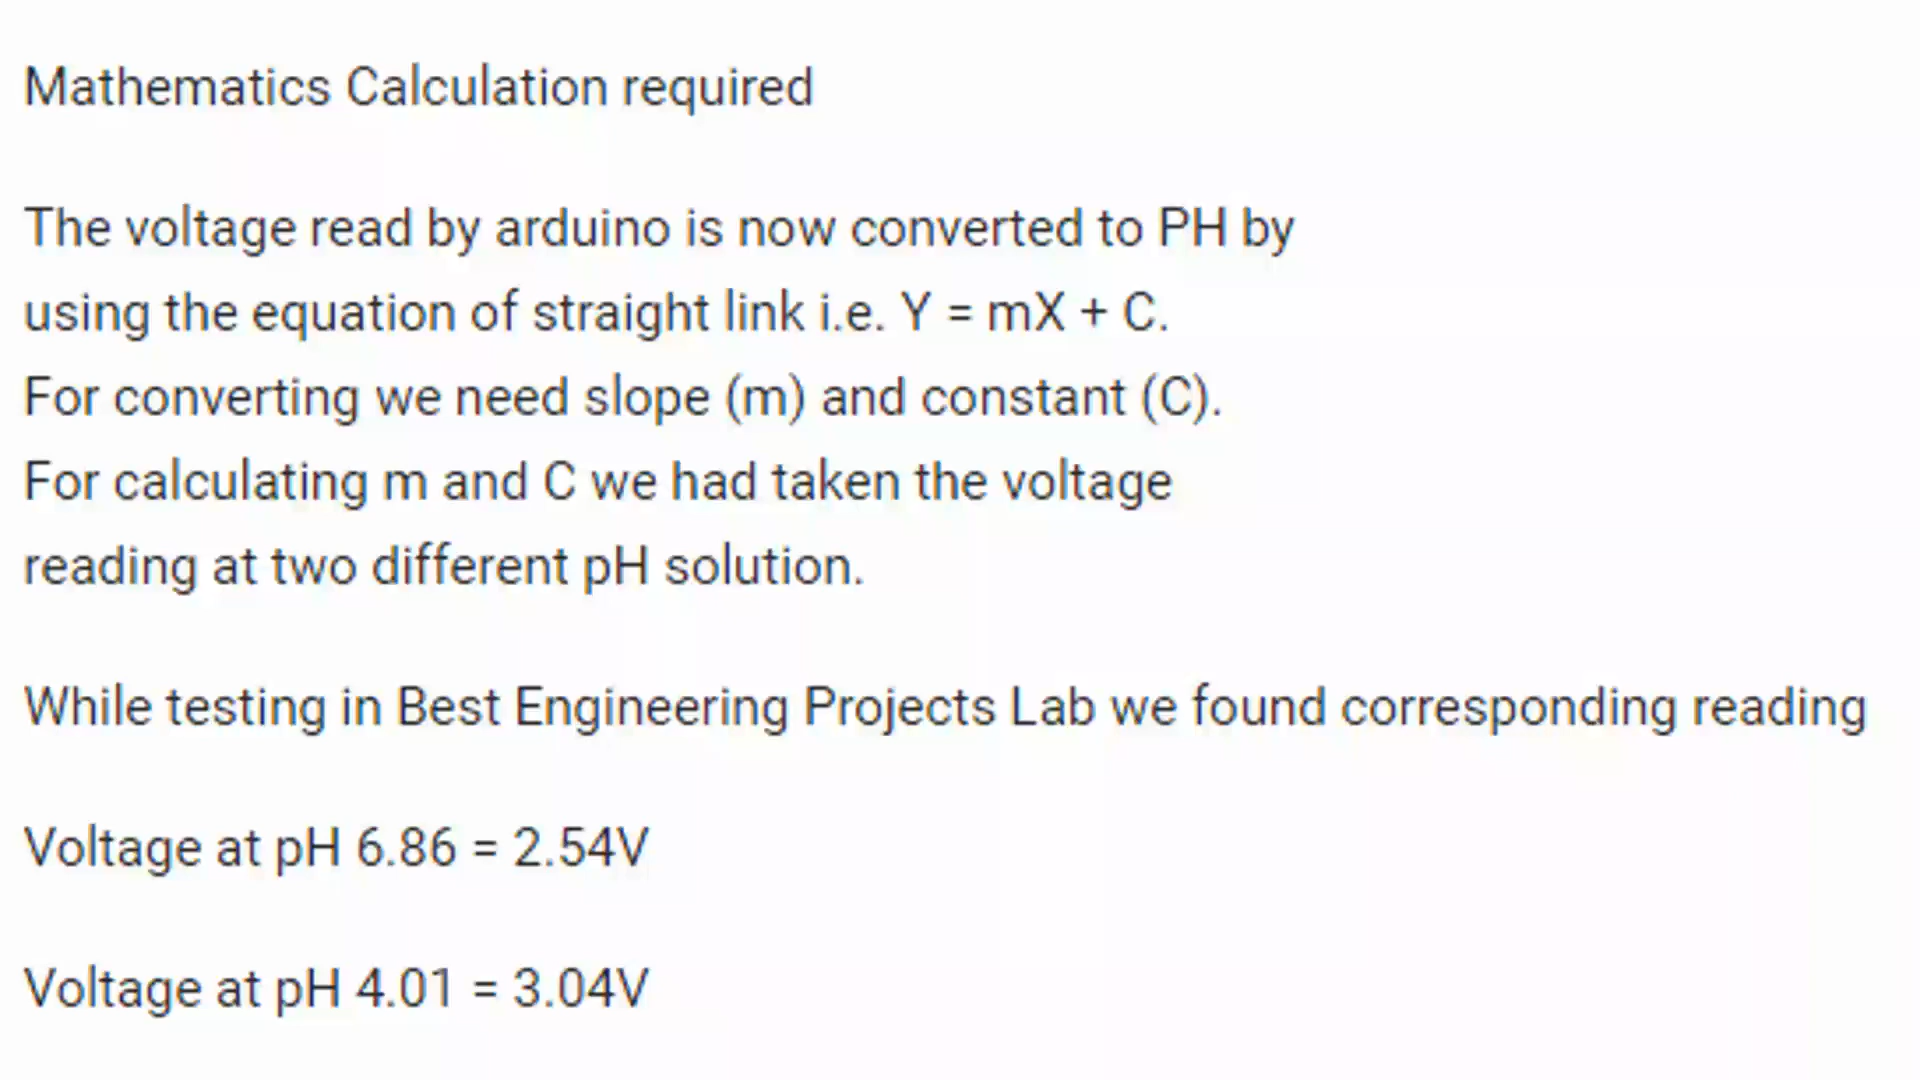 Mathematics Calculation required
The voltage read by arduino is now converted to PH by
using the equation of straight link i.e. Y = mX + C.
For converting we need slope (m) and constant (C).
For calculating m and C we had taken the voltage
reading at two different pH solution.
While testing in Best Engineering Projects Lab we found corresponding reading
Voltage at pH 6.86 = 2.54V
Voltage at pH 4.01 = 3.04V